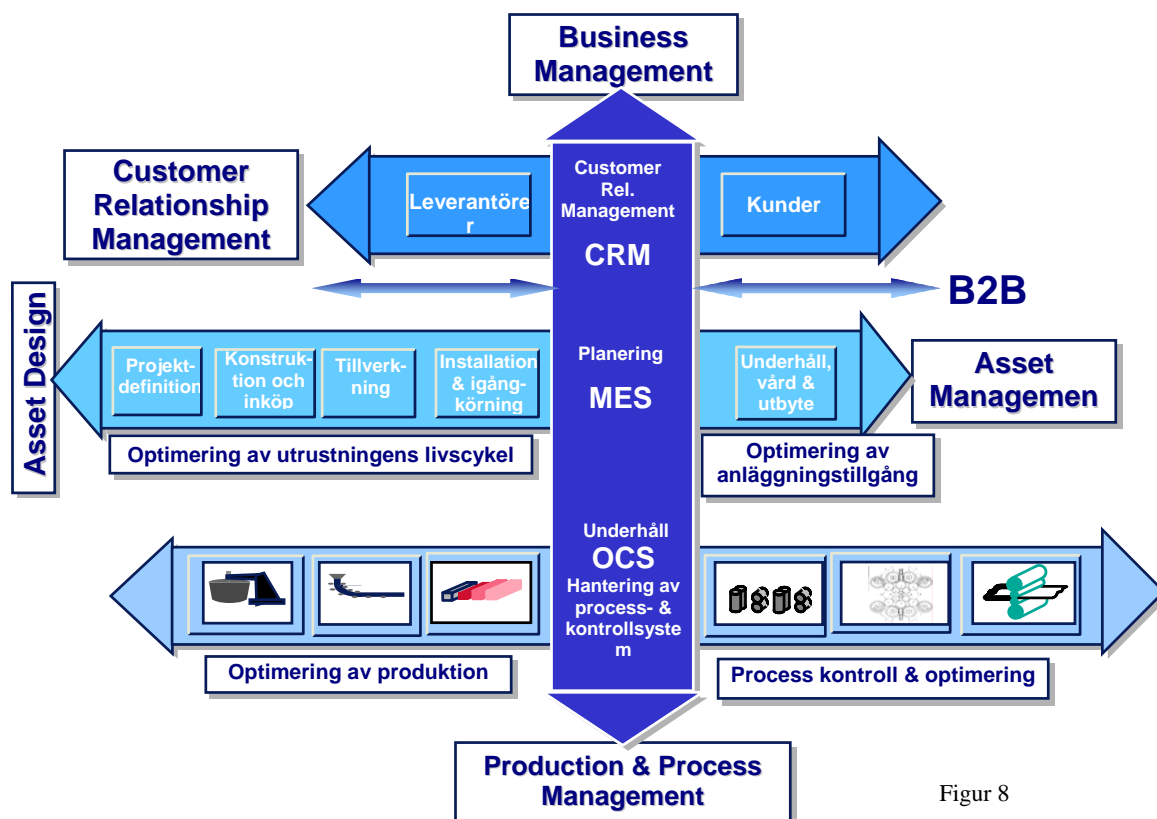 Business
Management
Customer
Relationship
Management
Leverantöre
r
Customer
Rel.
Management
CRM
Kunder
B2B
Asset Design
Projekt-
definition
Konstruk-
tion och
inköp
Tillverk-
ning
Installation
& igång-
körning
Planering
MES
Underhåll,
vård &
utbyte
Asset
Managemen
Optimering av utrustningens livscykel
Optimering av
anläggningstillgång
Underhåll
OCS
Hantering av
process- &
kontrollsyste
m
Optimering av produktion
Process kontroll & optimering
Production & Process
Management
Figur 8